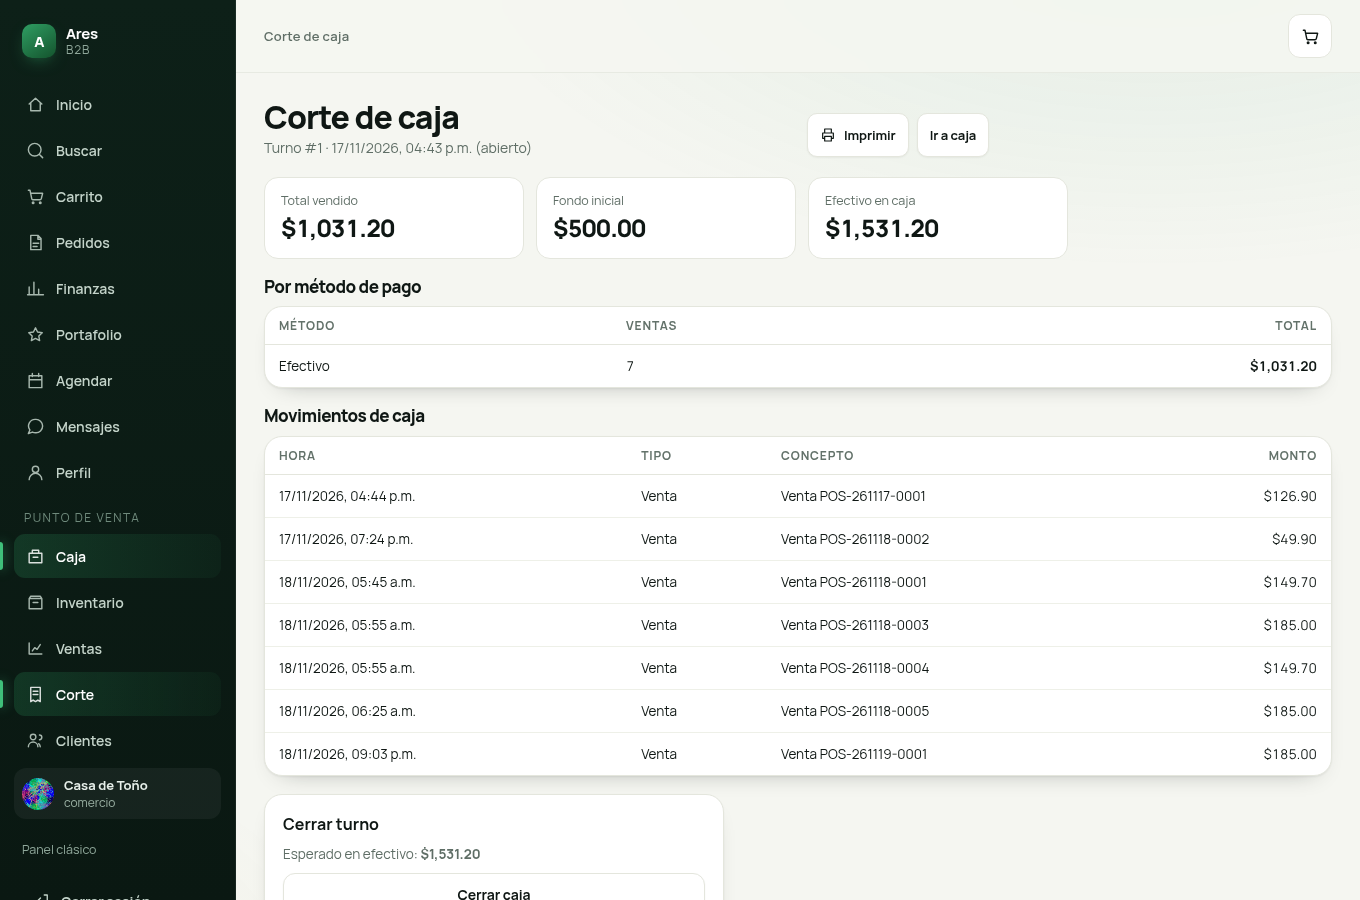 A
Ares
B2B
Inicio
Buscar
Carrito
Pedidos
Finanzas
Portafolio
Agendar
Mensajes
Perfil
PUNTO DE VENTA
Caja
Inventario
Ventas
Corte
Clientes
Casa de Toño
comercio
Panel clásico
Cerrar sesión
Corte de caja
Corte de caja
Turno #1 · 17/11/2026, 04:43 p.m. (abierto)
Imprimir
Ir a caja
Total vendido
$1,031.20
Fondo inicial
$500.00
Efectivo en caja
$1,531.20
Por método de pago
MÉTODO VENTAS TOTAL
Efectivo 7 $1,031.20
Movimientos de caja
HORA TIPO CONCEPTO MONTO
17/11/2026, 04:44 p.m. Venta Venta POS-261117-0001 $126.90
17/11/2026, 07:24 p.m. Venta Venta POS-261118-0002 $49.90
18/11/2026, 05:45 a.m. Venta Venta POS-261118-0001 $149.70
18/11/2026, 05:55 a.m. Venta Venta POS-261118-0003 $185.00
18/11/2026, 05:55 a.m. Venta Venta POS-261118-0004 $149.70
18/11/2026, 06:25 a.m. Venta Venta POS-261118-0005 $185.00
18/11/2026, 09:03 p.m. Venta Venta POS-261119-0001 $185.00
Cerrar turno
Esperado en efectivo: $1,531.20
Cerrar caja